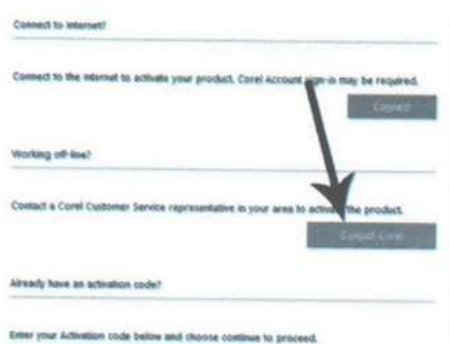 Connect to Internet?
Connect to the Internet to activate your product. Corel Account sign-in may be required.
Connect
Working off-line?
Contact a Corel Customer Service representative in your area to activate the product.
Contact Corel
Already have an activation code?
Enter your Activation code below and choose continue to proceed.